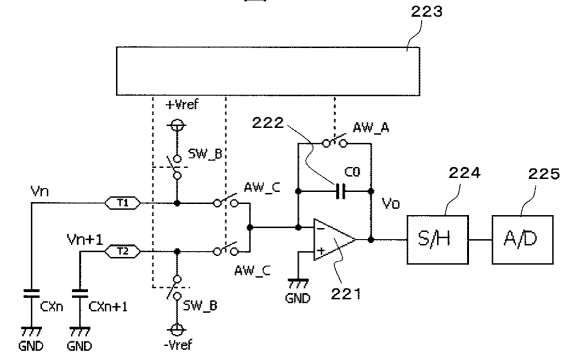 223
+Vref
SW_B
222
AW_A
C0
Vn
T1
AW_C
Vo
224
225
Vn+1
T2
AW_C
−
+
S/H
A/D
221
GND
CXn
CXn+1
SW_B
GND
GND
-Vref